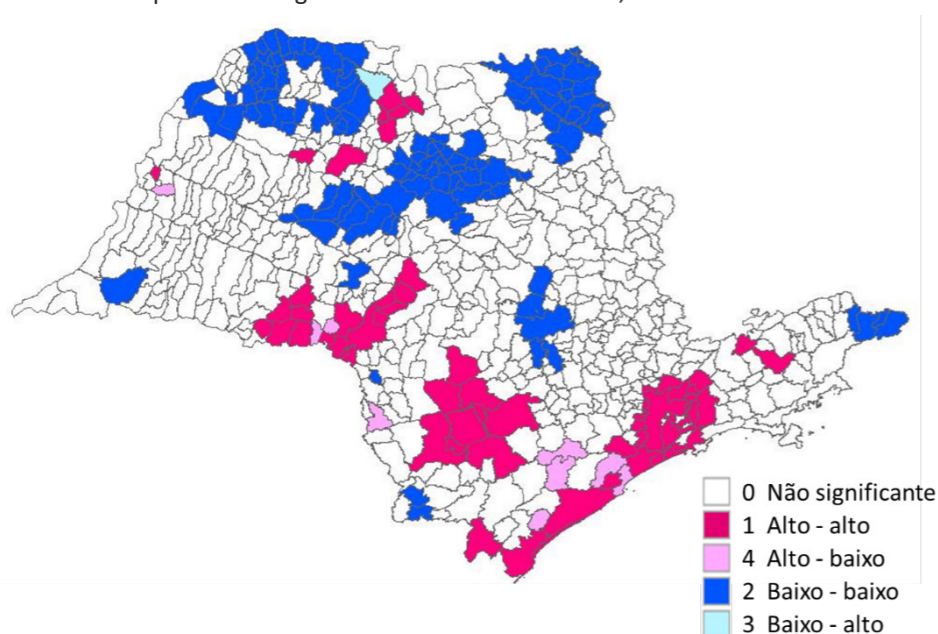 0 Não significante
1 Alto - alto
4 Alto - baixo
2 Baixo - baixo
3 Baixo - alto